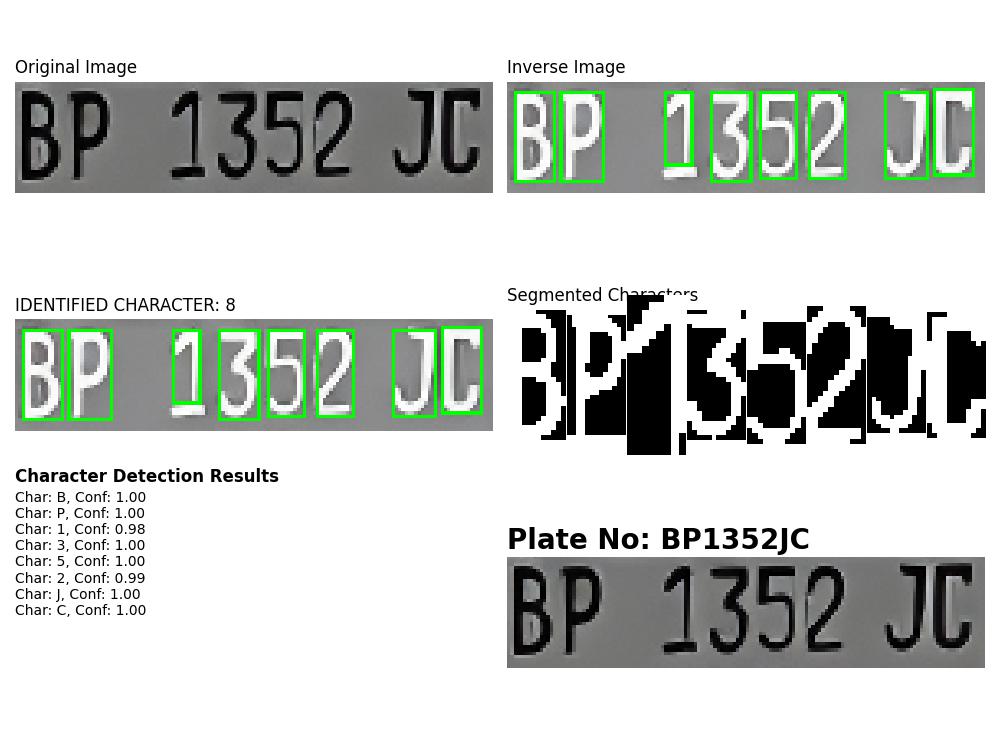 Original Image
BP 1352 JC
Inverse Image
BP 1352 JC
IDENTIFIED CHARACTER: 8
BP 1352 JC
Segmented Characters
BP1352JC
Character Detection Results
Char: B, Conf: 1.00
Char: P, Conf: 1.00
Char: 1, Conf: 0.98
Char: 3, Conf: 1.00
Char: 5, Conf: 1.00
Char: 2, Conf: 0.99
Char: J, Conf: 1.00
Char: C, Conf: 1.00
Plate No: BP1352JC
BP 1352 JC